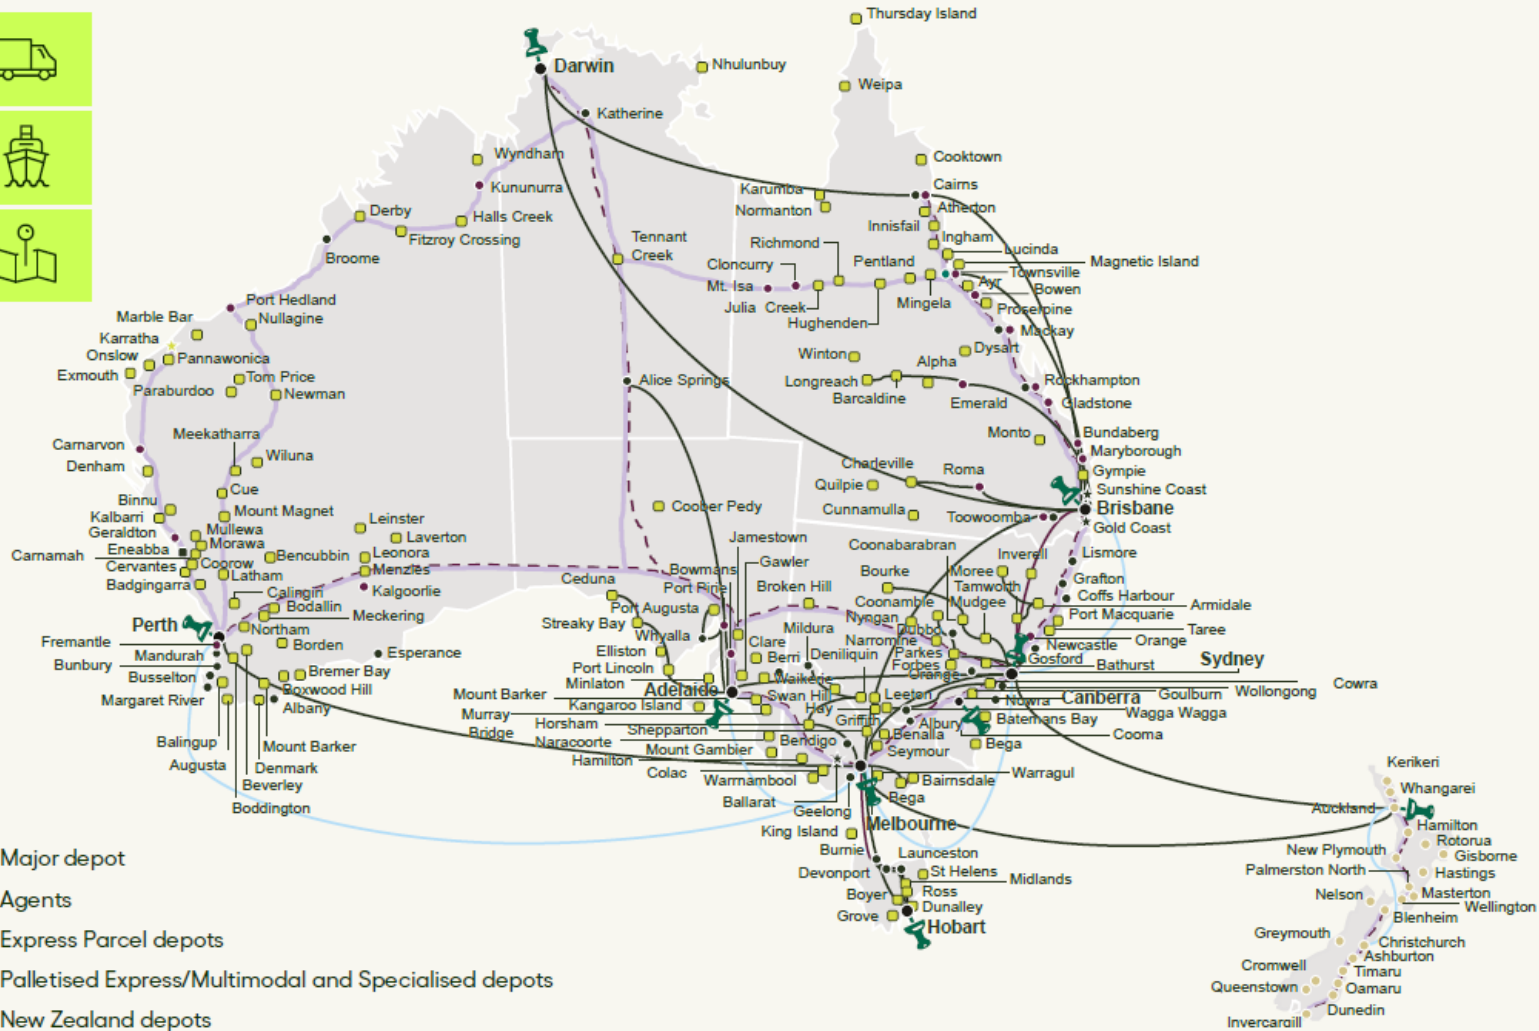 Thursday Island
Darwin
Nhulunbuy
Weipa
Katherine
Wyndham
Cooktown
Kununurra
Karumba
Cairns
Derby
Halls Creek
Normanton
Atherton
Fitzroy Crossing
Innisfail
Tennant
Creek
Richmond
Ingham
Lucinda
Broome
Cloncurry
Pentland
Magnetic Island
Townsville
Mt. Isa
Ayr
Bowen
Port Hedland
Julia Creek
Mingela
Proserpine
Marble Bar
Nullagine
Hughenden
Mackay
Karratha
Onslow
Pannawonica
Winton
Alpha
Dysart
Exmouth
Tom Price
Alice Springs
Longreach
Rockhampton
Paraburdoo
Newman
Barcaldine
Emerald
Gladstone
Meekatharra
Monto
Bundaberg
Carnarvon
Maryborough
Denham
Wiluna
Charleville
Roma
Gympie
Quilpie
Sunshine Coast
Cue
Binnu
Coober Pedy
Cunnamulla
Toowoomba
Brisbane
Kalbarri
Mount Magnet
Leinster
Gold Coast
Geraldton
Mullewa
Laverton
Jamestown
Coonabarabran
Inverell
Lismore
Carnamah
Eneabba
Morawa
Bencubbin
Leonora
Gawler
Cervantes
Coorow
Menzies
Bowmans
Bourke
Moree
Grafton
Badgingarra
Latham
Ceduna
Port Pirie
Broken Hill
Tamworth
Calingiri
Kalgoorlie
Coffs Harbour
Bodallin
Port Augusta
Coonamble
Mudgee
Armidale
Perth
Meckering
Streaky Bay
Nyngan
Port Macquarie
Northam
Whyalla
Mildura
Dubbo
Taree
Fremantle
Borden
Clare
Narromine
Newcastle
Orange
Mandurah
Esperance
Elliston
Berri
Deniliquin
Parkes
Gosford
Sydney
Bunbury
Port Lincoln
Forbes
Bathurst
Busselton
Bremer Bay
Minlaton
Waikerie
Orange
Cowra
Boxwood Hill
Mount Barker
Adelaide
Swan Hill
Leeton
Nowra
Canberra
Goulburn
Wollongong
Margaret River
Albany
Kangaroo Island
Hay
Wagga Wagga
Murray
Bridge
Griffith
Albury
Batemans Bay
Horsham
Shepparton
Benalla
Cooma
Balingup
Mount Barker
Naracoorte
Bendigo
Bega
Hamilton
Mount Gambier
Seymour
Augusta
Denmark
Colac
Warrnambool
Bairnsdale
Warragul
Kerikeri
Beverley
Ballarat
Bega
Whangarei
Boddington
Geelong
Auckland
Melbourne
Hamilton
King Island
Rotorua
Burnie
Launceston
New Plymouth
Gisborne
Major depot
Devonport
St Helens
Midlands
Palmerston North
Hastings
Boyer
Ross
Nelson
Masterton
Agents
Dunalley
Wellington
Grove
Blenheim
Hobart
Greymouth
Christchurch
Express Parcel depots
Ashburton
Cromwell
Timaru
Palletised Express/Multimodal and Specialised depots
Queenstown
Oamaru
Dunedin
New Zealand depots
Invercargill